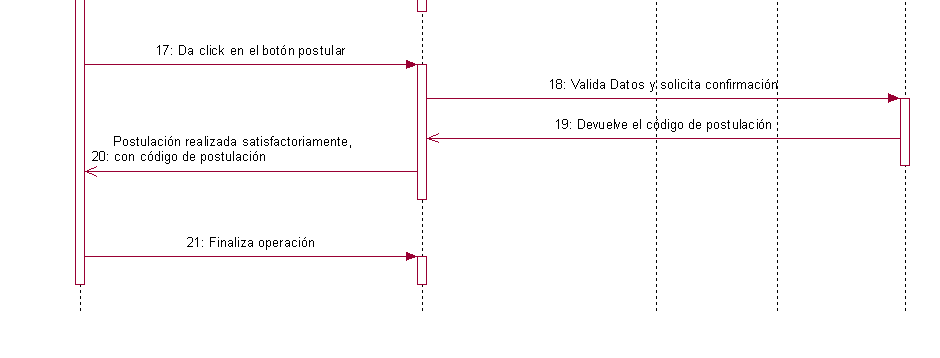 17: Da click en el botón postular
18: Valida Datos y solicita confirmación
19: Devuelve el código de postulación
Postulación realizada satisfactoriamente,
20: con código de postulación
21: Finaliza operación